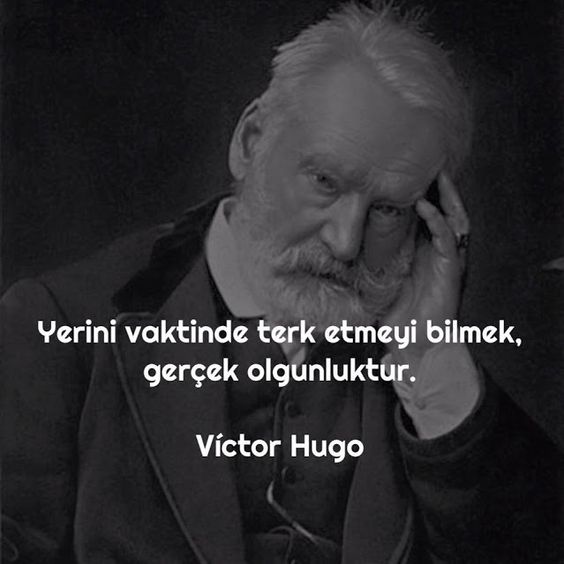 Yerini vaktinde terk etmeyi bilmek,
gerçek olgunluktur.
Víctor Hugo